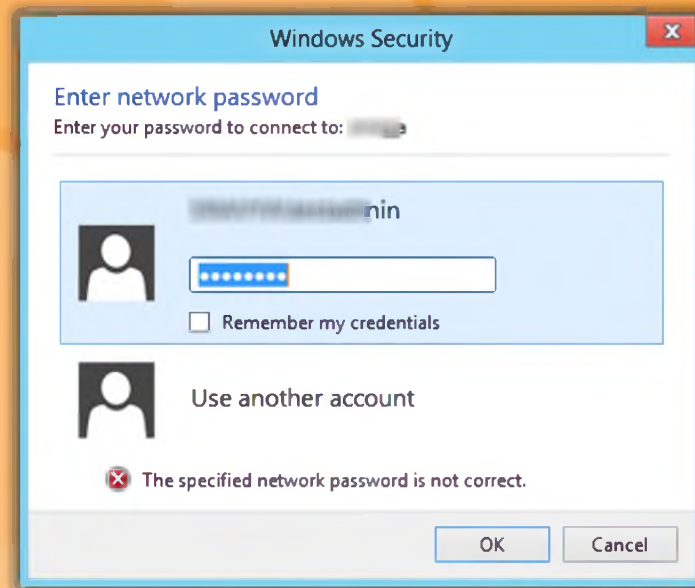 Windows Security
Enter network password
Enter your password to connect to:
Remember my credentials
Use another account
The specified network password is not correct.
OK Cancel